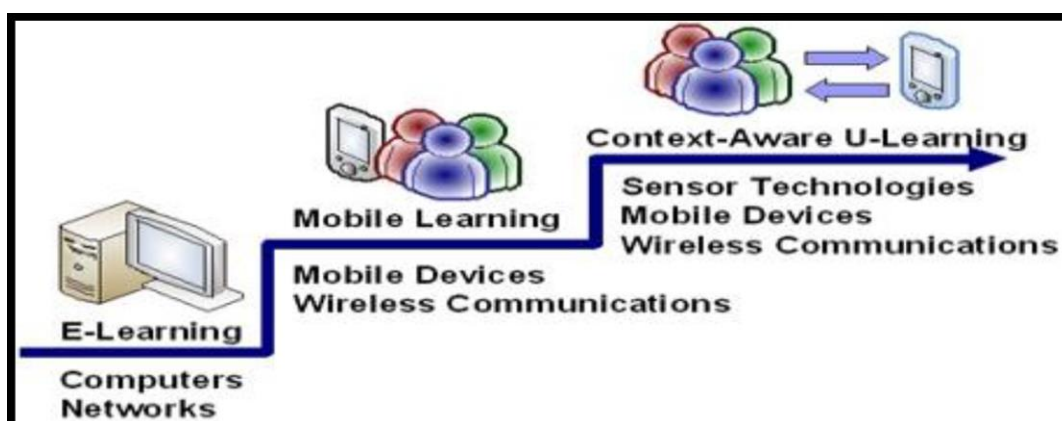 E-Learning
Computers
Networks
Mobile Learning
Mobile Devices
Wireless Communications
Context-Aware U-Learning
Sensor Technologies
Mobile Devices
Wireless Communications